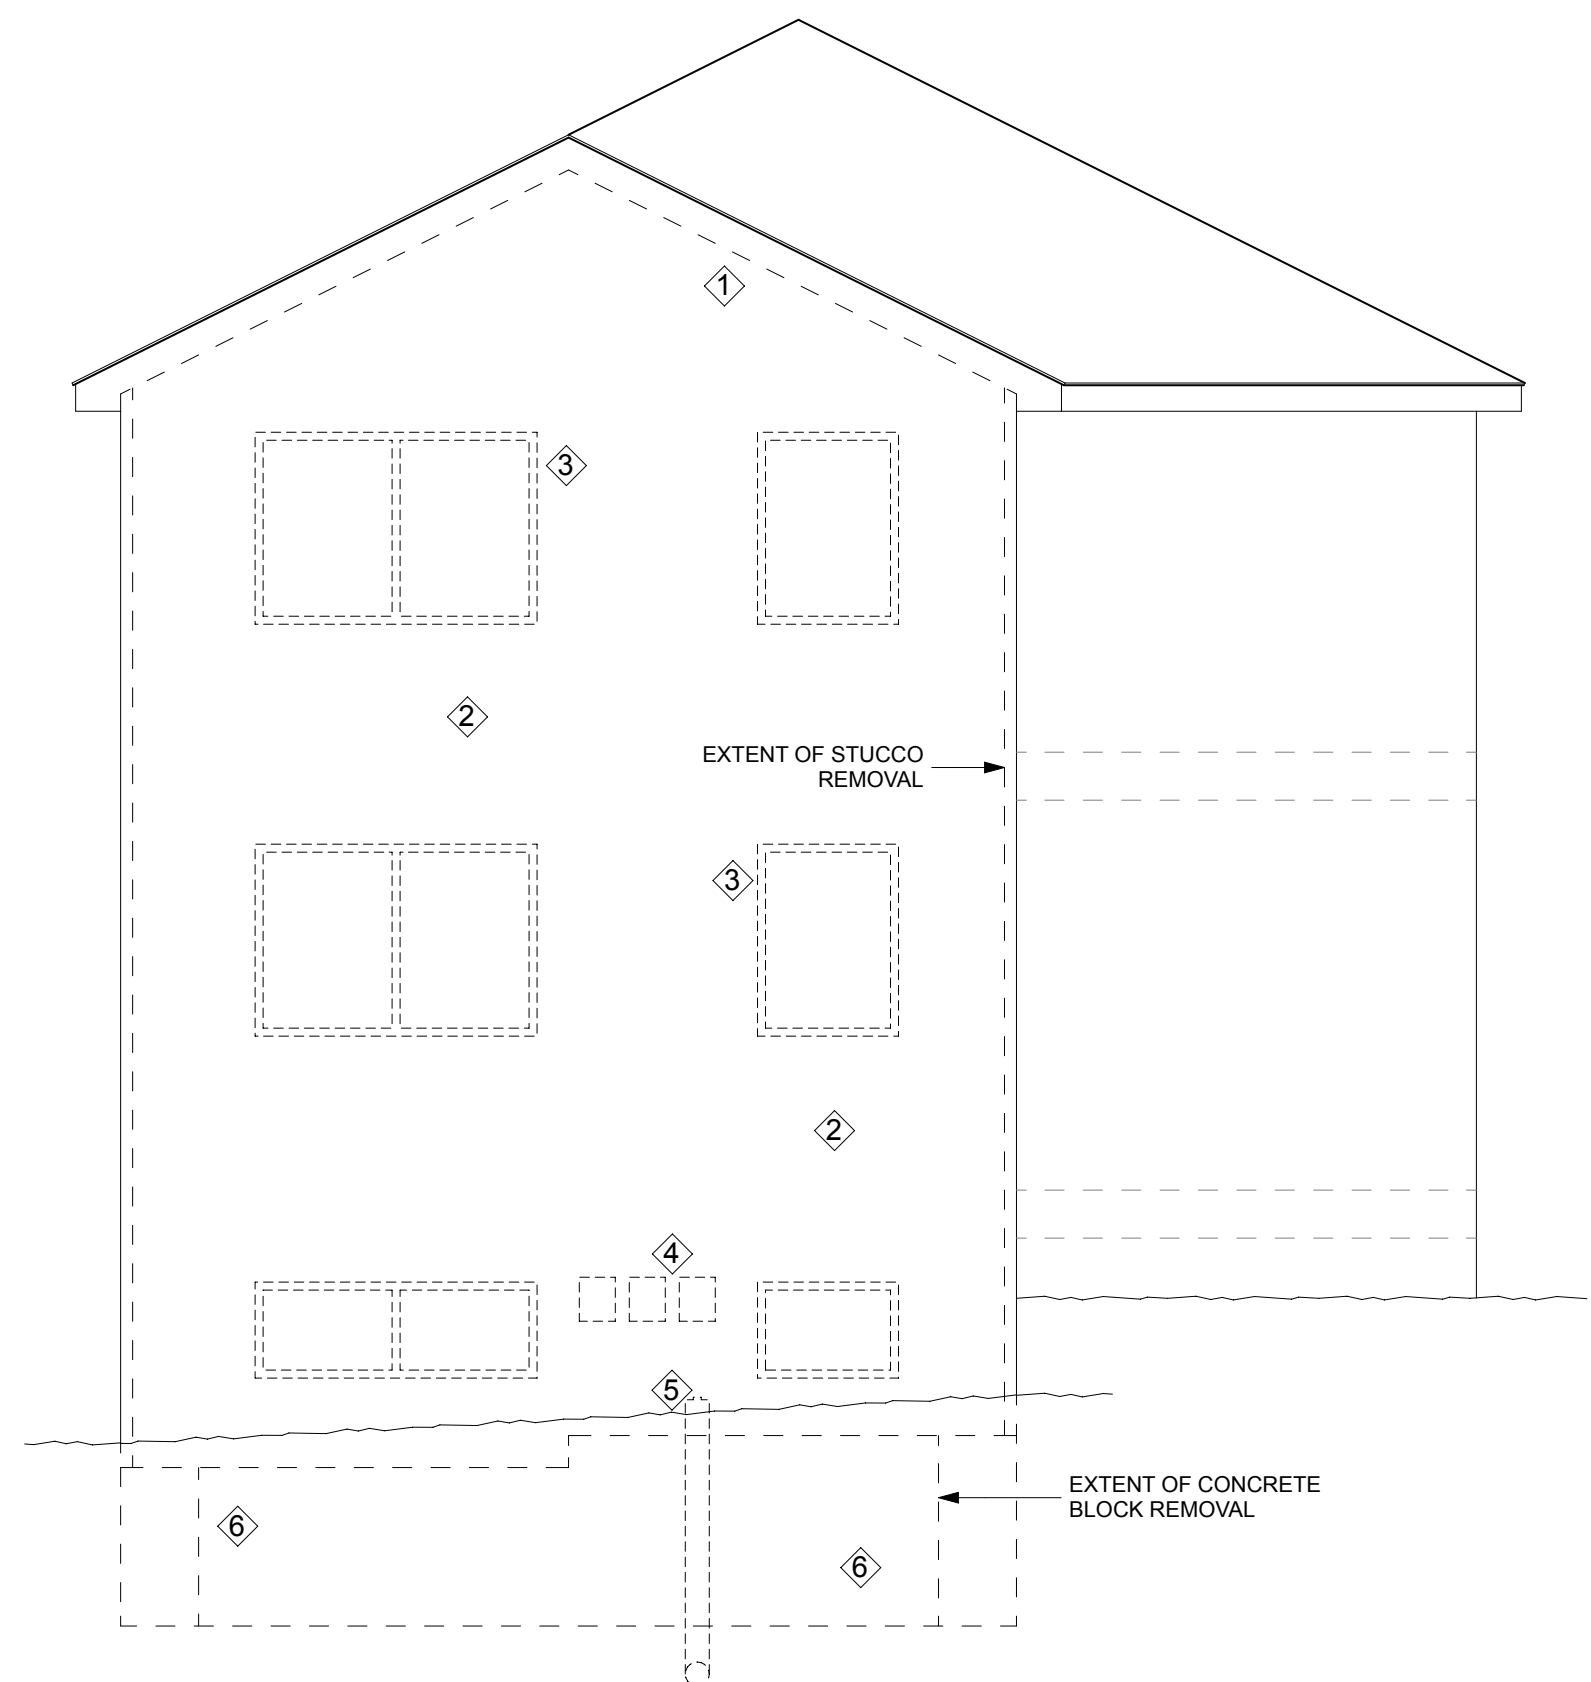 1
3
2
EXTENT OF STUCCO
REMOVAL
3
2
4
5
EXTENT OF CONCRETE
BLOCK REMOVAL
6
6